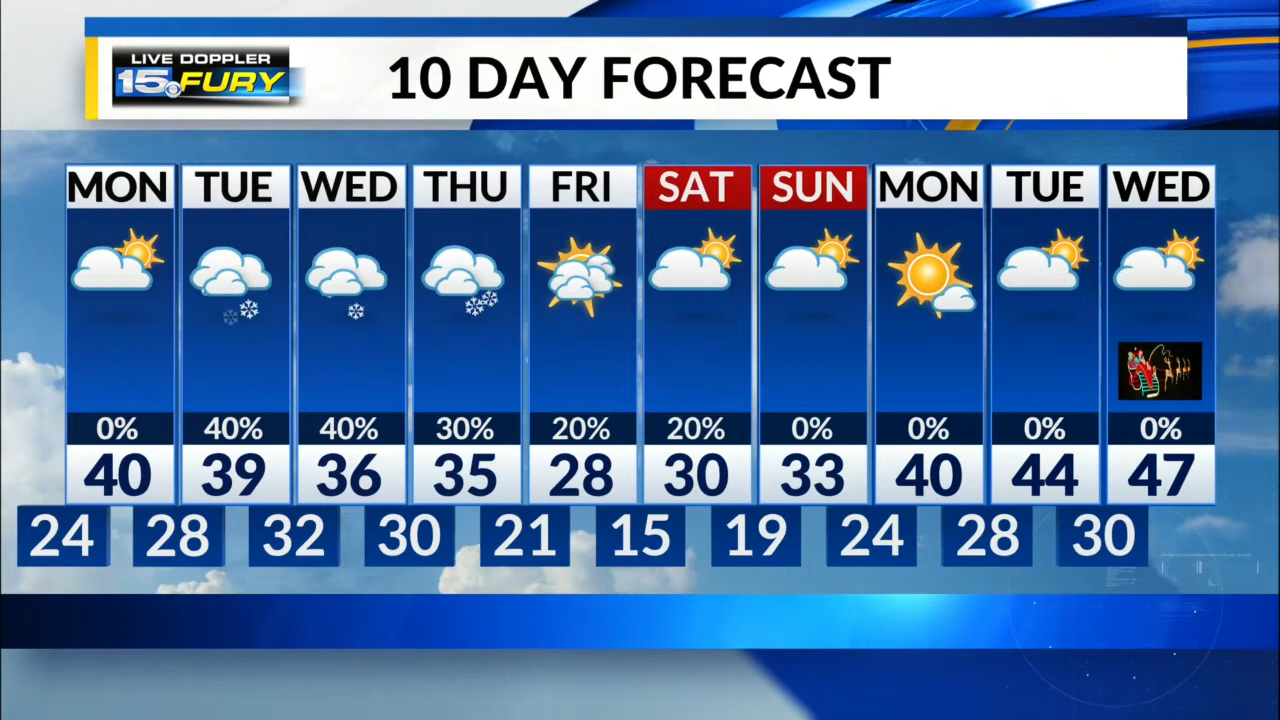 LIVE DOPPLER
15 FURY
10 DAY FORECAST
MON TUE WED THU FRI SAT SUN MON TUE WED
0% 40% 40% 30% 20% 20% 0% 0% 0% 0%
40 39 36 35 28 30 33 40 44 47
24 28 32 30 21 15 19 24 28 30